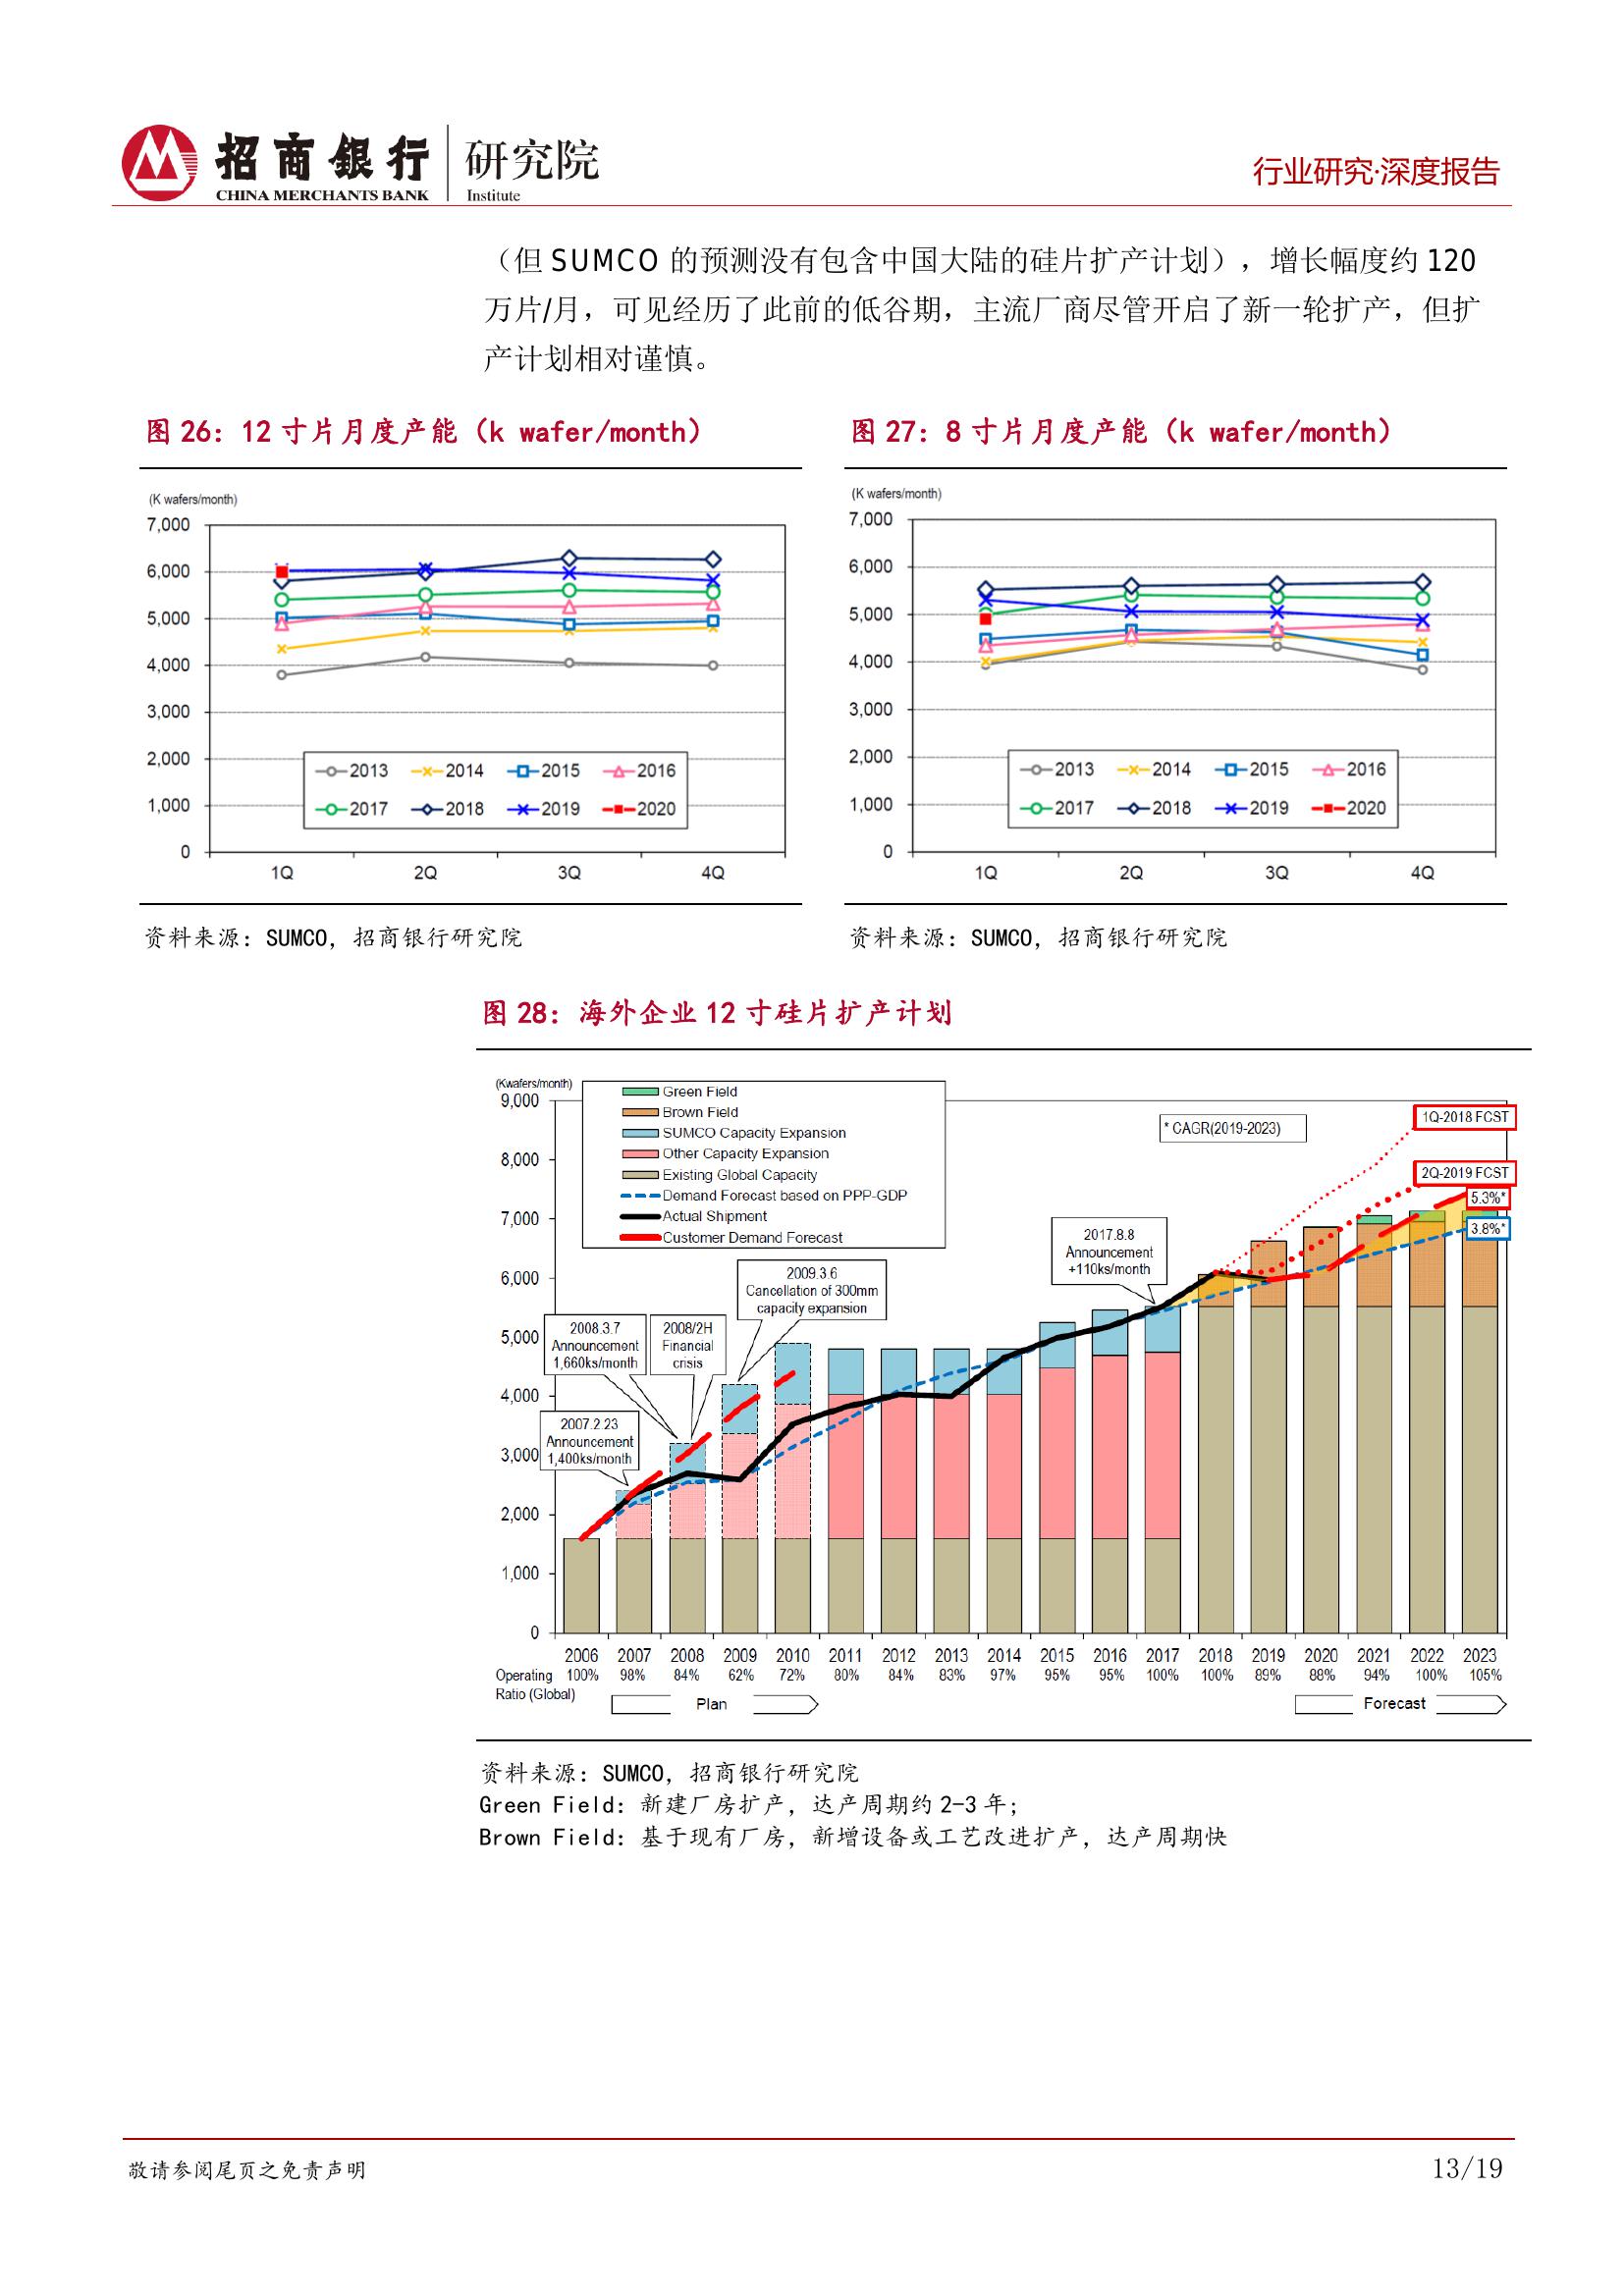 招商银行 研究院
CHINA MERCHANTS BANK Institute
行业研究·深度报告
（但 SUMCO 的预测没有包含中国大陆的硅片扩产计划），增长幅度约 120
万片/月，可见经历了此前的低谷期，主流厂商尽管开启了新一轮扩产，但扩
产计划相对谨慎。
图 26：12 寸片月度产能（k wafer/month）
(K wafers/month)
7,000
6,000
5,000
4,000
3,000
2,000
1,000
0
2013 2014 2015 2016
2017 2018 2019 2020
1Q 2Q 3Q 4Q
资料来源：SUMCO，招商银行研究院
图 27：8 寸片月度产能（k wafer/month）
(K wafers/month)
7,000
6,000
5,000
4,000
3,000
2,000
1,000
0
2013 2014 2015 2016
2017 2018 2019 2020
1Q 2Q 3Q 4Q
资料来源：SUMCO，招商银行研究院
图 28：海外企业 12 寸硅片扩产计划
(Kwafers/month)
9,000
8,000
7,000
6,000
5,000
4,000
3,000
2,000
1,000
0
Green Field
Brown Field
SUMCO Capacity Expansion
Other Capacity Expansion
Existing Global Capacity
Demand Forecast based on PPP-GDP
Actual Shipment
Customer Demand Forecast
* CAGR(2019-2023)
1Q-2018 FCST
2Q-2019 FCST
5.3%*
3.8%*
2017.8.8
Announcement
+110ks/month
2009.3.6
Cancellation of 300mm
capacity expansion
2008.3.7
Announcement
1,660ks/month
2008/2H
Financial
crisis
2007.2.23
Announcement
1,400ks/month
2006 2007 2008 2009 2010 2011 2012 2013 2014 2015 2016 2017 2018 2019 2020 2021 2022 2023
Operating 100% 98% 84% 62% 72% 80% 84% 83% 97% 95% 95% 100% 100% 89% 88% 94% 100% 105%
Ratio (Global)
Plan
Forecast
资料来源：SUMCO，招商银行研究院
Green Field：新建厂房扩产，达产周期约 2-3 年；
Brown Field：基于现有厂房，新增设备或工艺改进扩产，达产周期快
敬请参阅尾页之免责声明
13/19